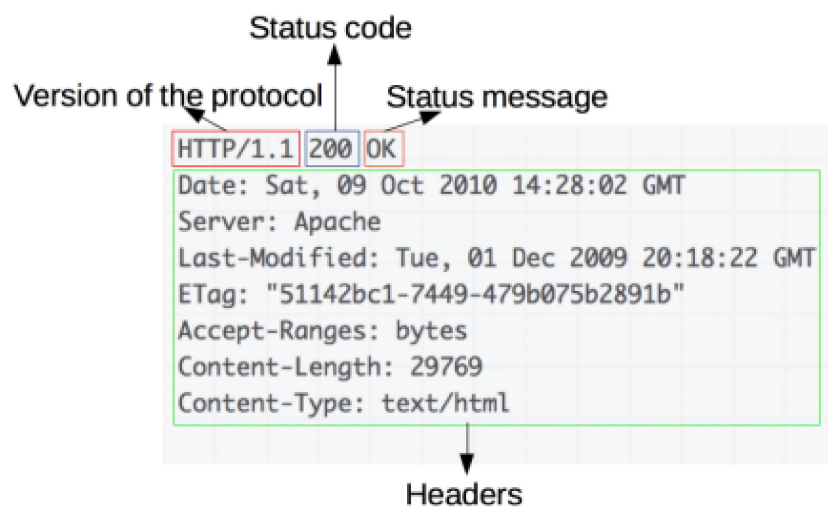 Status code
Version of the protocol
Status message
HTTP/1.1 200 OK
Date: Sat, 09 Oct 2010 14:28:02 GMT
Server: Apache
Last-Modified: Tue, 01 Dec 2009 20:18:22 GMT
ETag: "51142bc1-7449-479b075b2891b"
Accept-Ranges: bytes
Content-Length: 29769
Content-Type: text/html
Headers